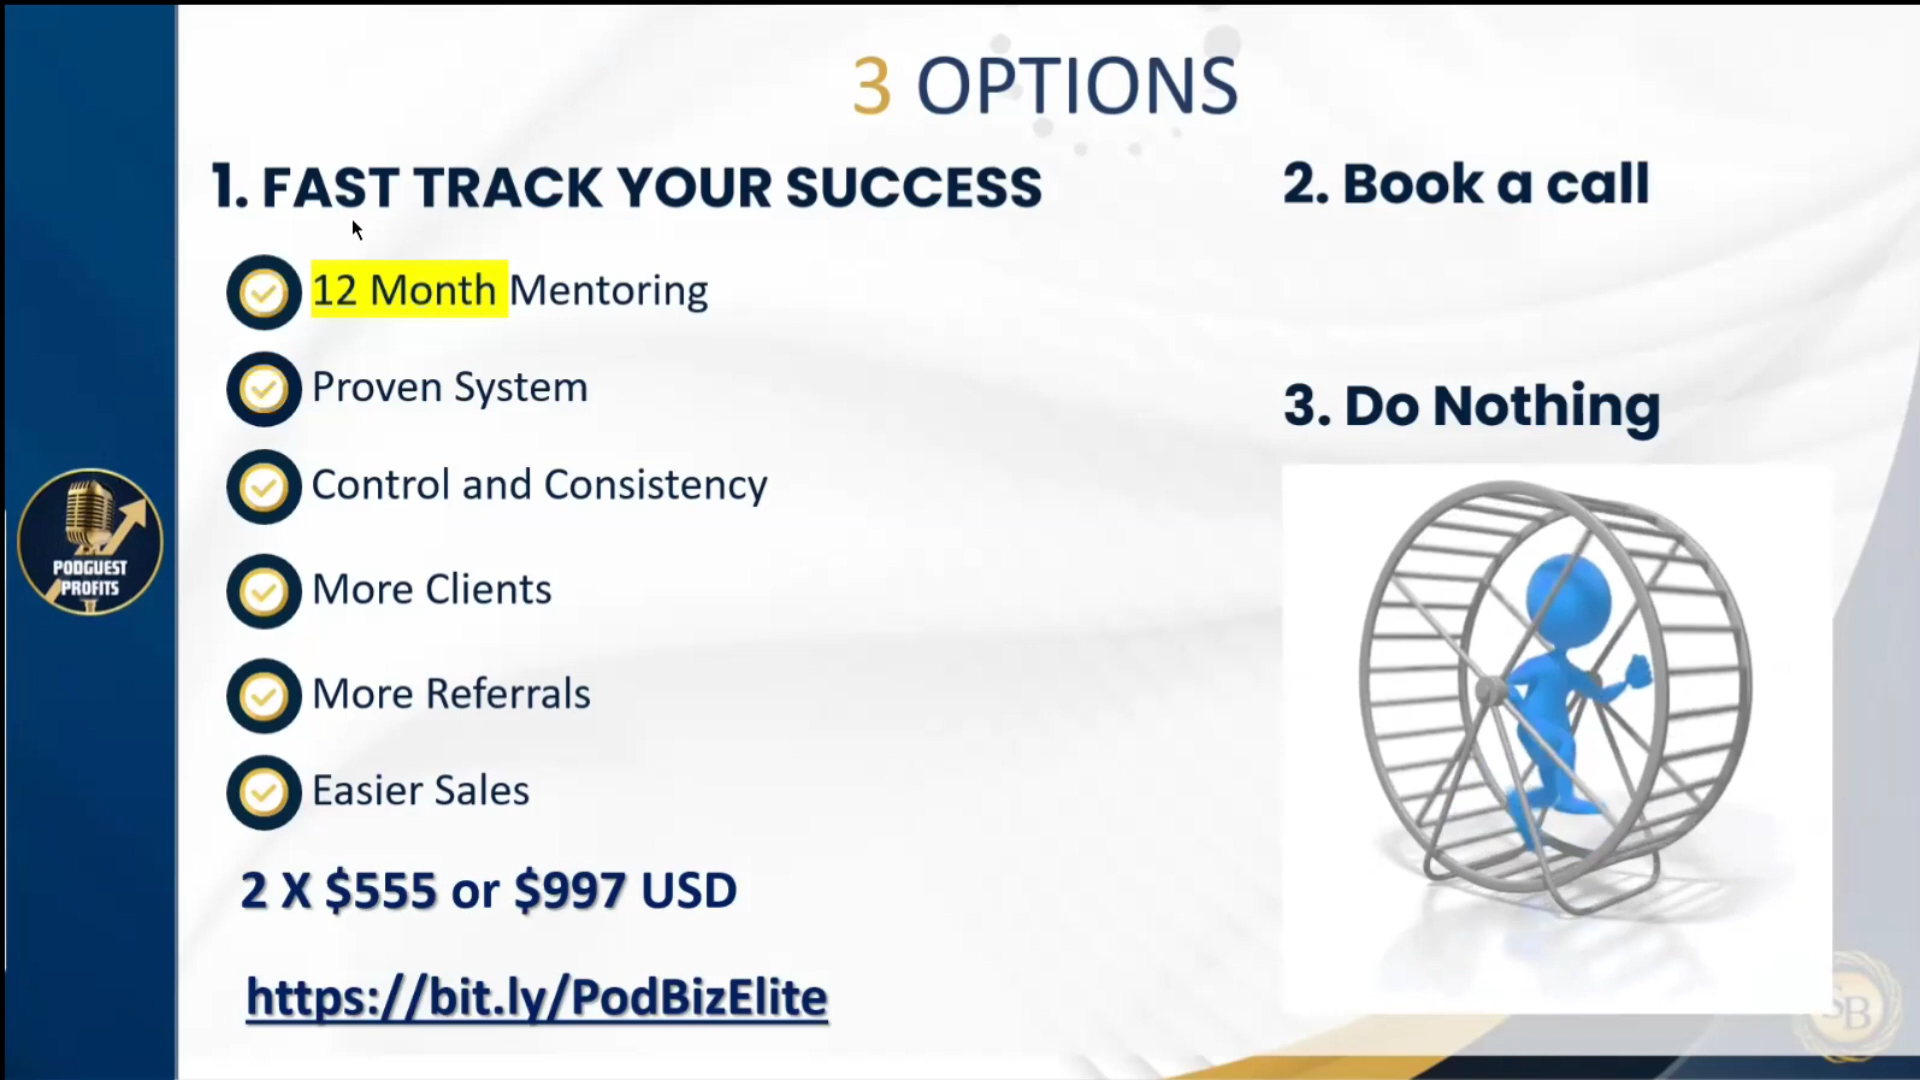 3 OPTIONS
1. FAST TRACK YOUR SUCCESS
12 Month Mentoring
Proven System
Control and Consistency
More Clients
More Referrals
Easier Sales
2 X $555 or $997 USD
https://bit.ly/PodBizElite
2. Book a call
3. Do Nothing
PODGUEST
PROFITS
SB